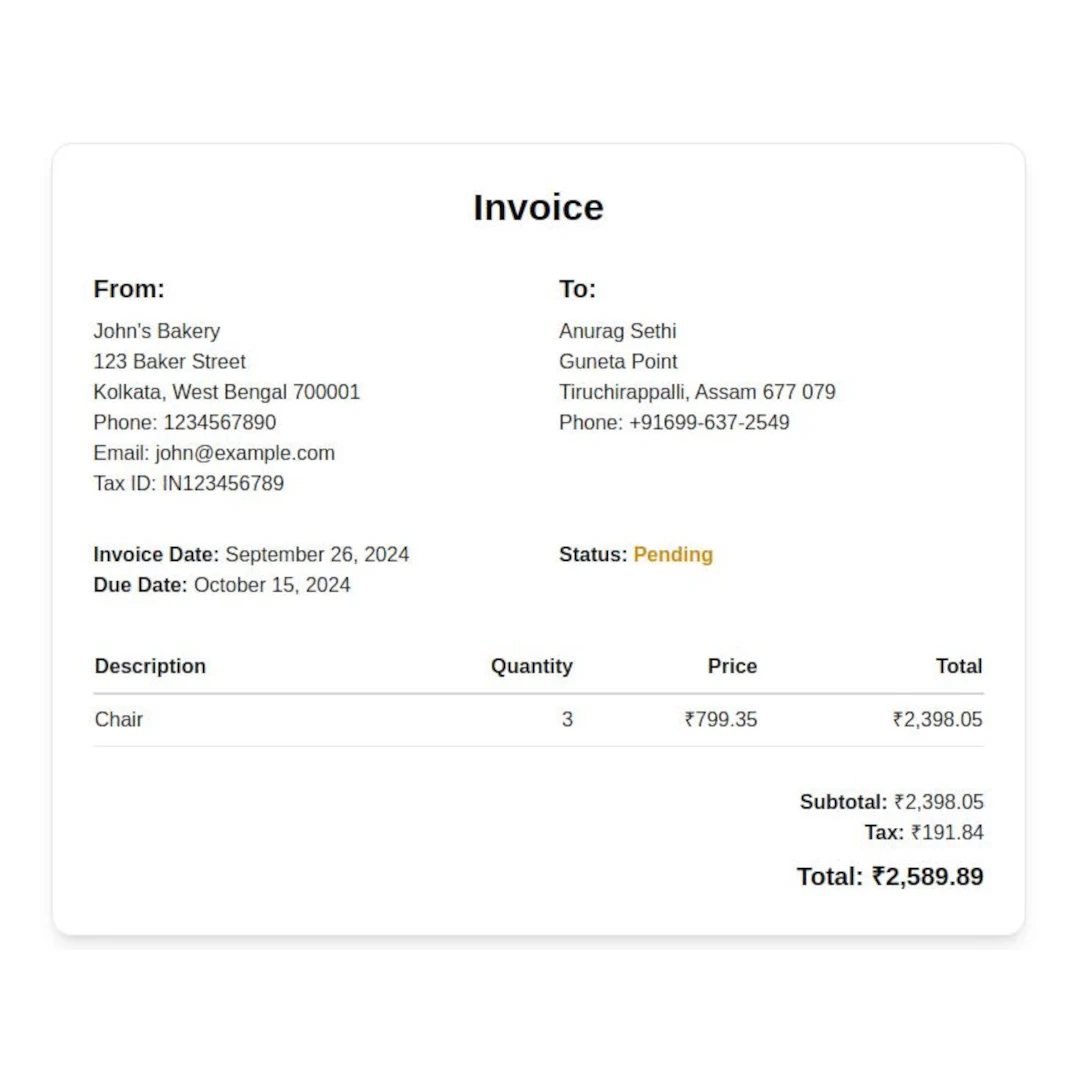 Invoice
From:
John's Bakery
123 Baker Street
Kolkata, West Bengal 700001
Phone: 1234567890
Email: john@example.com
Tax ID: IN123456789
To:
Anurag Sethi
Guneta Point
Tiruchirappalli, Assam 677 079
Phone: +91699-637-2549
Invoice Date: September 26, 2024
Due Date: October 15, 2024
Status: Pending
Description Quantity Price Total
Chair 3 ₹799.35 ₹2,398.05
Subtotal: ₹2,398.05
Tax: ₹191.84
Total: ₹2,589.89